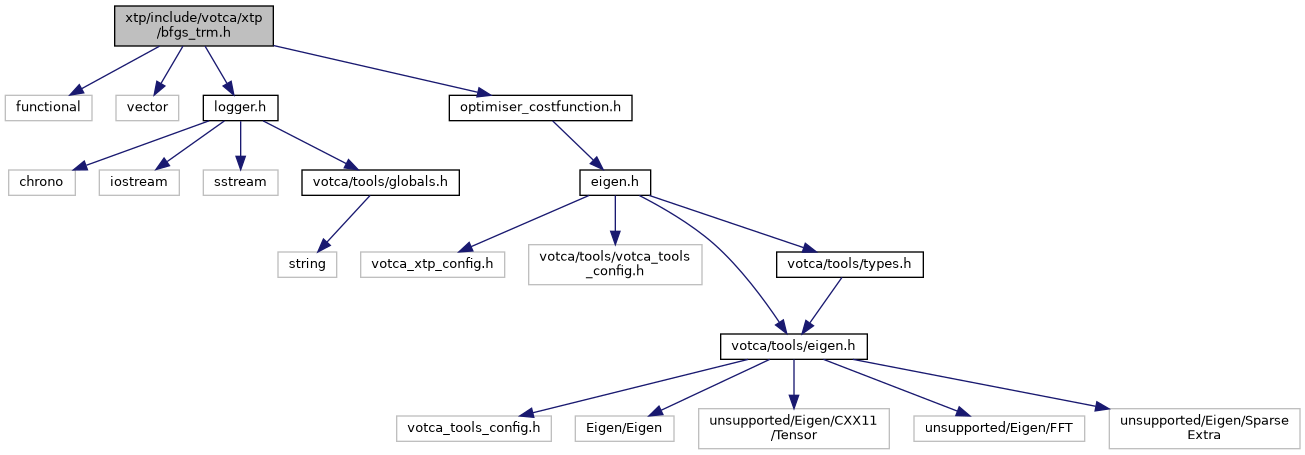 xtp/include/votca/xtp
/bfgs_trm.h
functional
vector
logger.h
optimiser_costfunction.h
chrono
iostream
sstream
votca/tools/globals.h
eigen.h
string
votca_xtp_config.h
votca/tools/votca_tools
_config.h
votca/tools/types.h
votca/tools/eigen.h
votca_tools_config.h
Eigen/Eigen
unsupported/Eigen/CXX11
/Tensor
unsupported/Eigen/FFT
unsupported/Eigen/Sparse
Extra